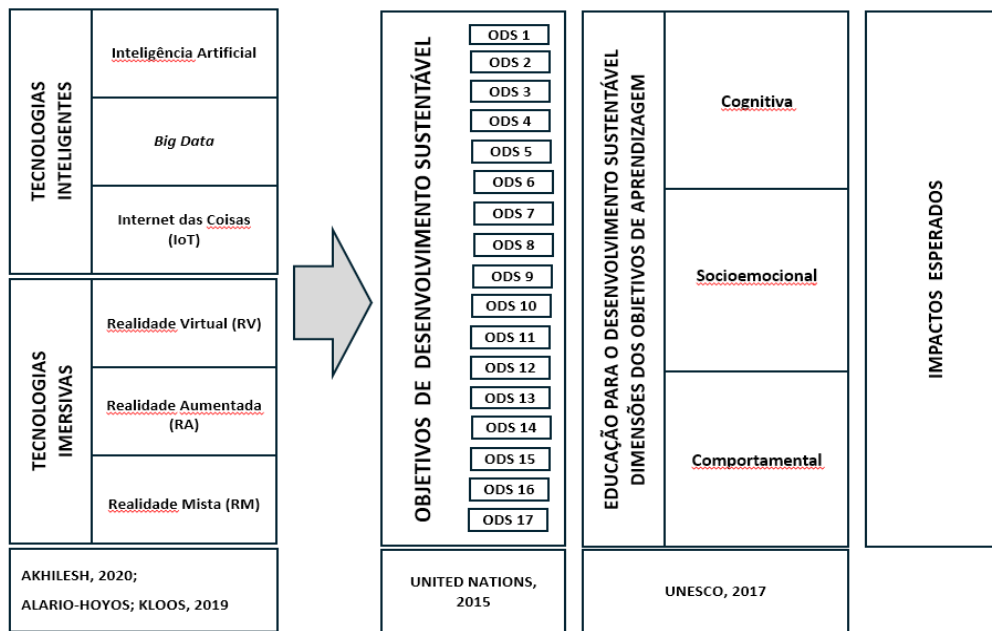 TECNOLOGIAS
INTELIGENTES
Inteligência Artificial
Big Data
Internet das Coisas
(IoT)
TECNOLOGIAS
IMERSIVAS
Realidade Virtual (RV)
Realidade Aumentada
(RA)
Realidade Mista (RM)
AKHILESH, 2020;
ALARIO-HOYOS; KLOOS, 2019
OBJETIVOS DE DESENVOLVIMENTO SUSTENTÁVEL
ODS 1
ODS 2
ODS 3
ODS 4
ODS 5
ODS 6
ODS 7
ODS 8
ODS 9
ODS 10
ODS 11
ODS 12
ODS 13
ODS 14
ODS 15
ODS 16
ODS 17
UNITED NATIONS,
2015
EDUCAÇÃO PARA O DESENVOLVIMENTO SUSTENTÁVEL
DIMENSÕES DOS OBJETIVOS DE APRENDIZAGEM
Cognitiva
Socioemocional
Comportamental
UNESCO, 2017
IMPACTOS ESPERADOS